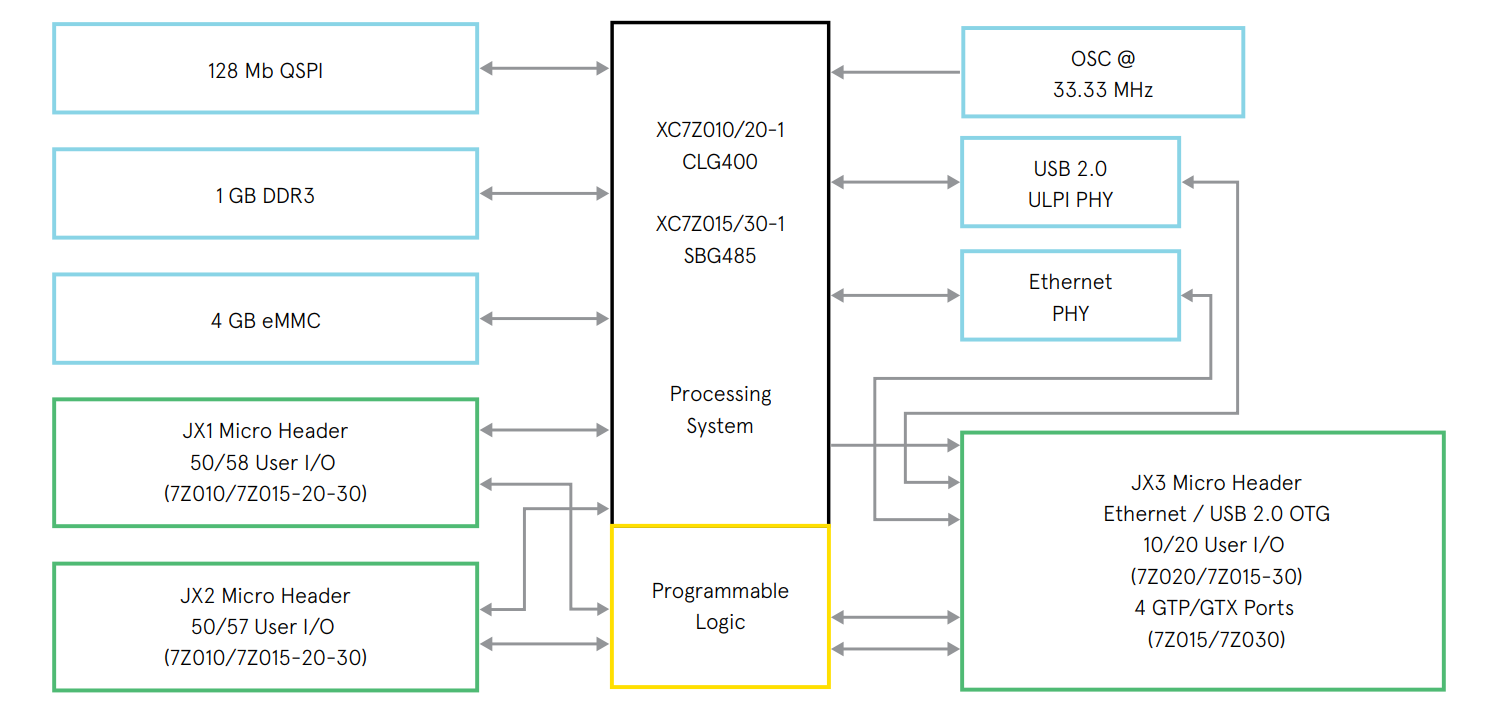 128 Mb QSPI
1 GB DDR3
4 GB eMMC
JX1 Micro Header
50/58 User I/O
(7Z010/7Z015-20-30)
JX2 Micro Header
50/57 User I/O
(7Z010/7Z015-20-30)
XC7Z010/20-1
CLG400
XC7Z015/30-1
SBG485
Processing
System
Programmable
Logic
OSC @
33.33 MHz
USB 2.0
ULPI PHY
Ethernet
PHY
JX3 Micro Header
Ethernet / USB 2.0 OTG
10/20 User I/O
(7Z020/7Z015-30)
4 GTP/GTX Ports
(7Z015/7Z030)